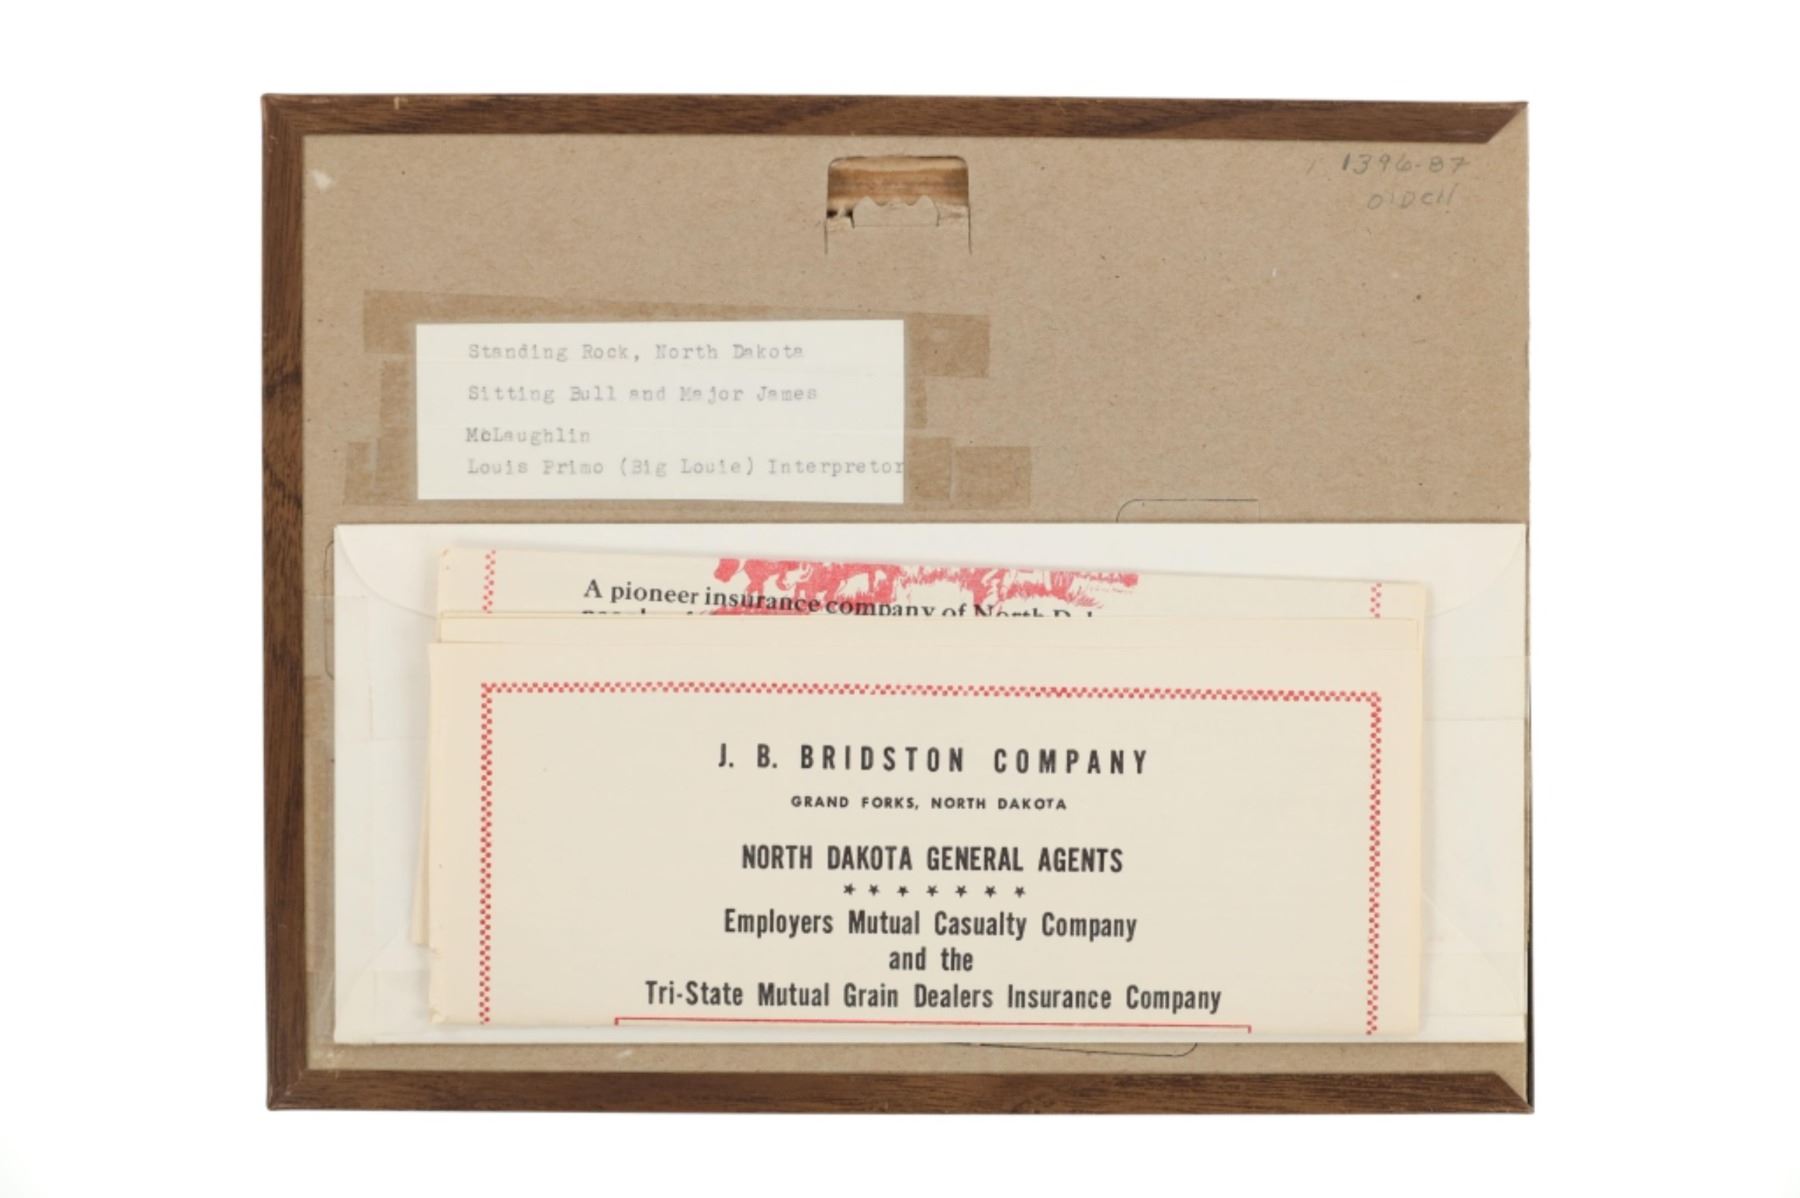 1396-87
Standing Rock, North Dakota
Sitting Bull and Major James
McLaughlin
Louis Primo (Big Louie) Interpretor
A pioneer insurance company of North
J. B. BRIDSTON COMPANY
GRAND FORKS, NORTH DAKOTA
NORTH DAKOTA GENERAL AGENTS
★ ★ ★ ★ ★ ★ ★
Employers Mutual Casualty Company
and the
Tri-State Mutual Grain Dealers Insurance Company